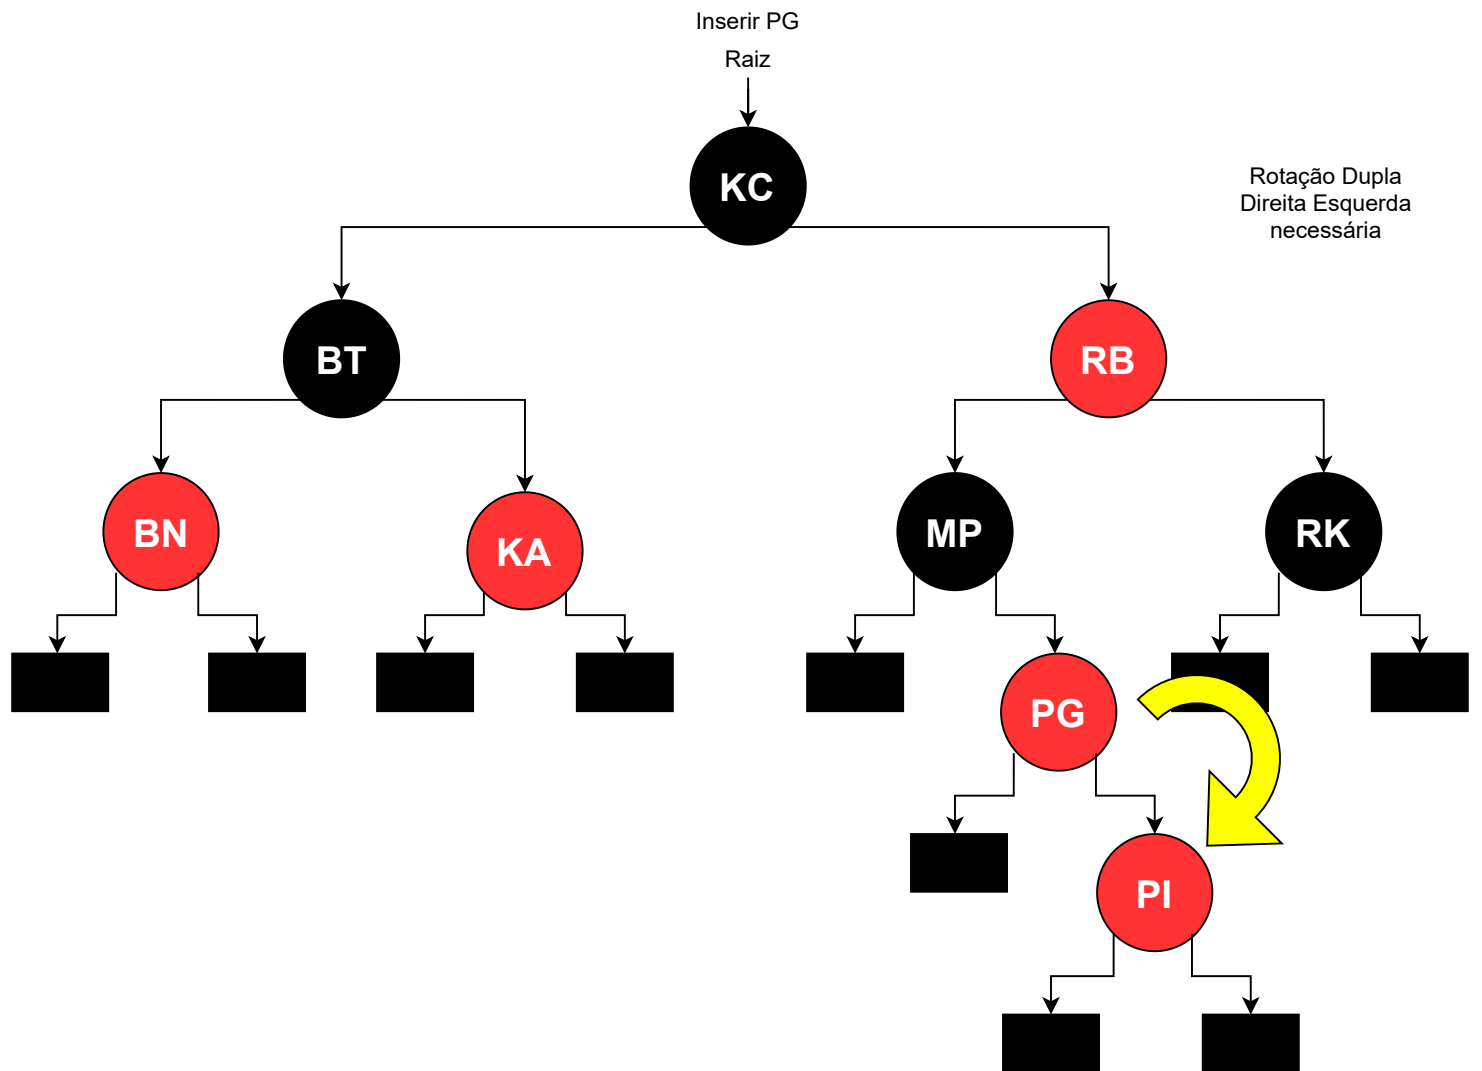 Inserir PG
Raiz
KC
Rotação Dupla
Direita Esquerda
necessária
BT
RB
BN
KA
MP
RK
PG
PI